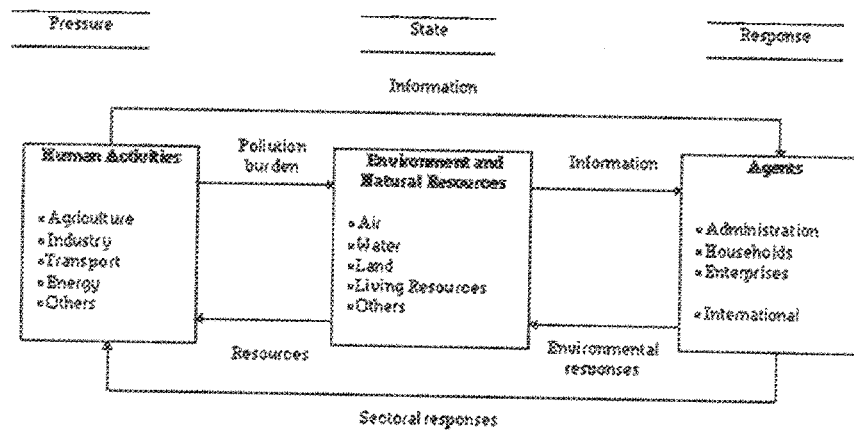 Pressure
State
Response
Information
Human Activities
Agriculture
Industry
Transport
Energy
Others
Pollution
burden
Resources
Environment and
Natural Resources
Air
Water
Land
Living Resources
Others
Information
Environmental
responses
Agents
Administration
Households
Enterprises
International
Sectoral responses